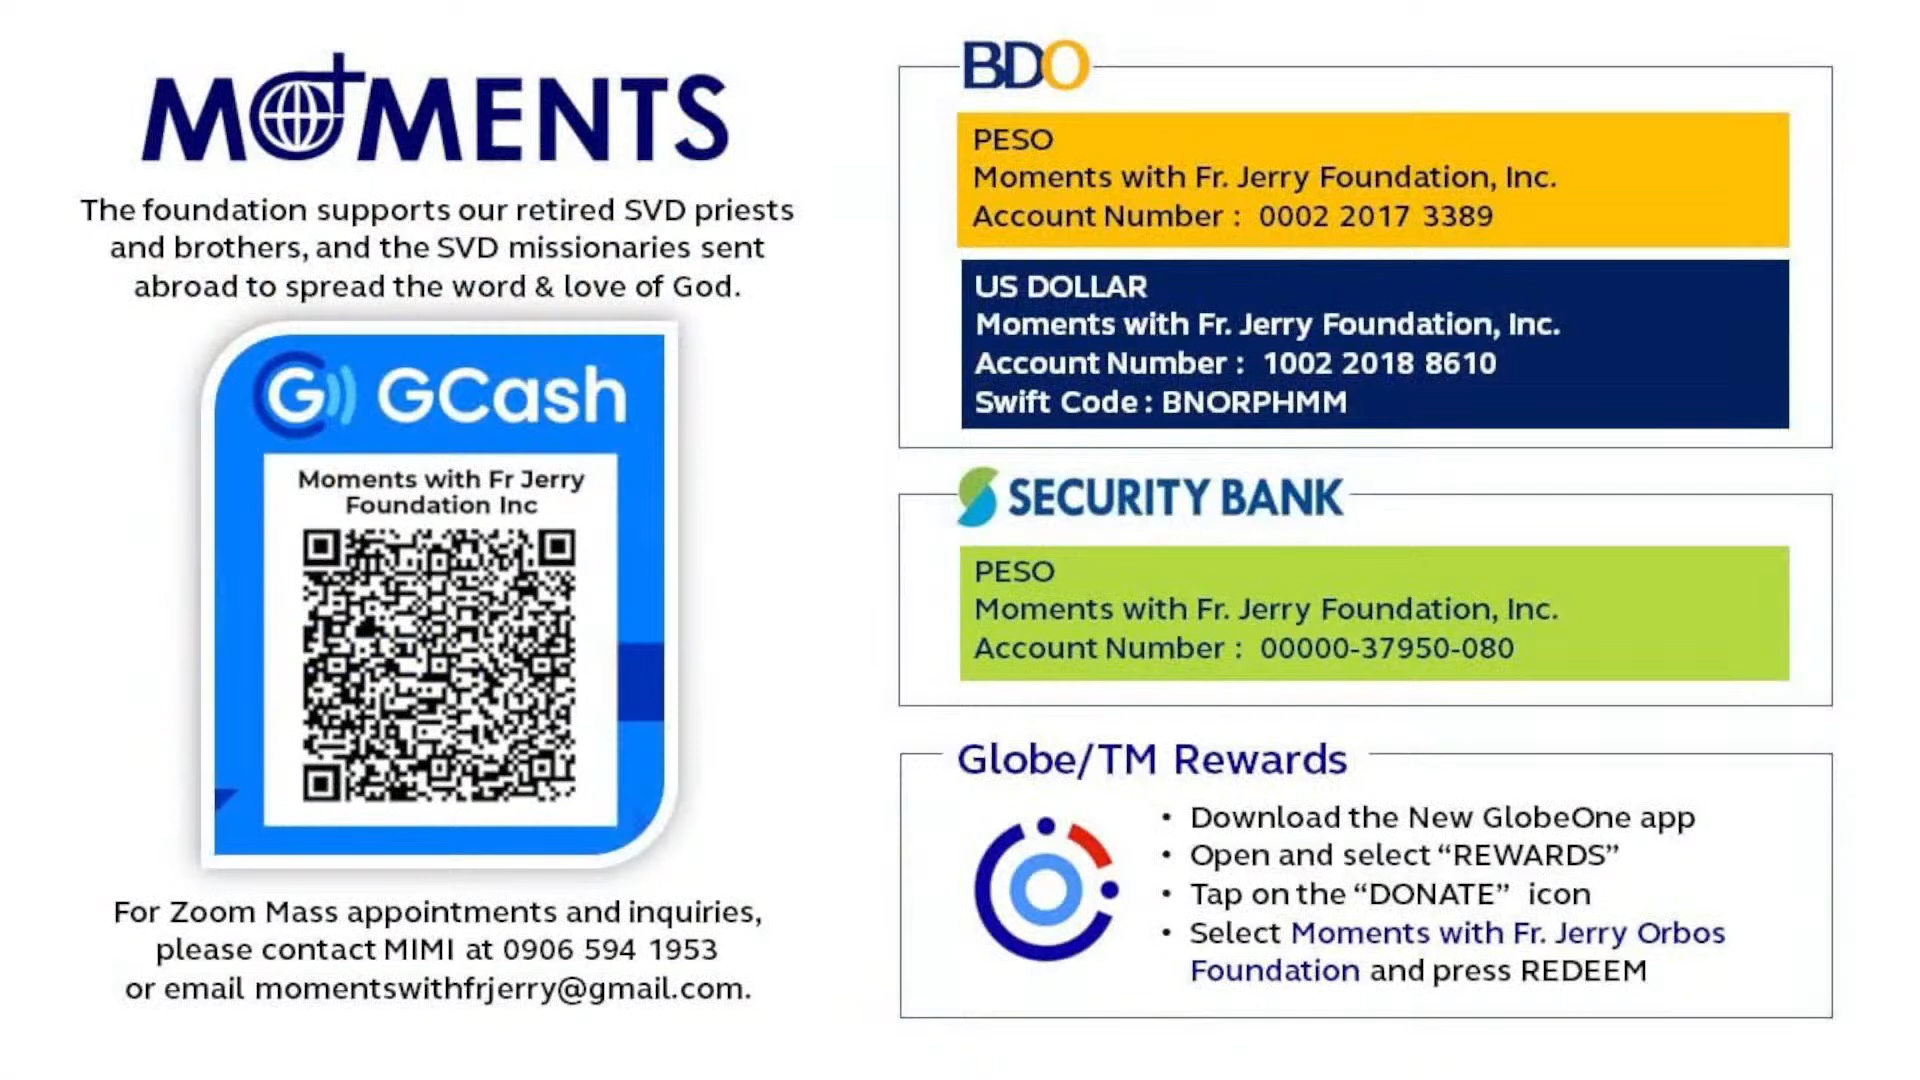 MOMENTS
The foundation supports our retired SVD priests
and brothers, and the SVD missionaries sent
abroad to spread the word & love of God.
G GCash
Moments with Fr Jerry
Foundation Inc
For Zoom Mass appointments and inquiries,
please contact MIMI at 0906 594 1953
or email momentswithfrjerry@gmail.com.
BDO
PESO
Moments with Fr. Jerry Foundation, Inc.
Account Number : 0002 2017 3389
US DOLLAR
Moments with Fr. Jerry Foundation, Inc.
Account Number : 1002 2018 8610
Swift Code : BNORPHMM
SECURITY BANK
PESO
Moments with Fr. Jerry Foundation, Inc.
Account Number : 00000-37950-080
Globe/TM Rewards
• Download the New GlobeOne app
• Open and select “REWARDS”
• Tap on the “DONATE” icon
• Select Moments with Fr. Jerry Orbos
Foundation and press REDEEM